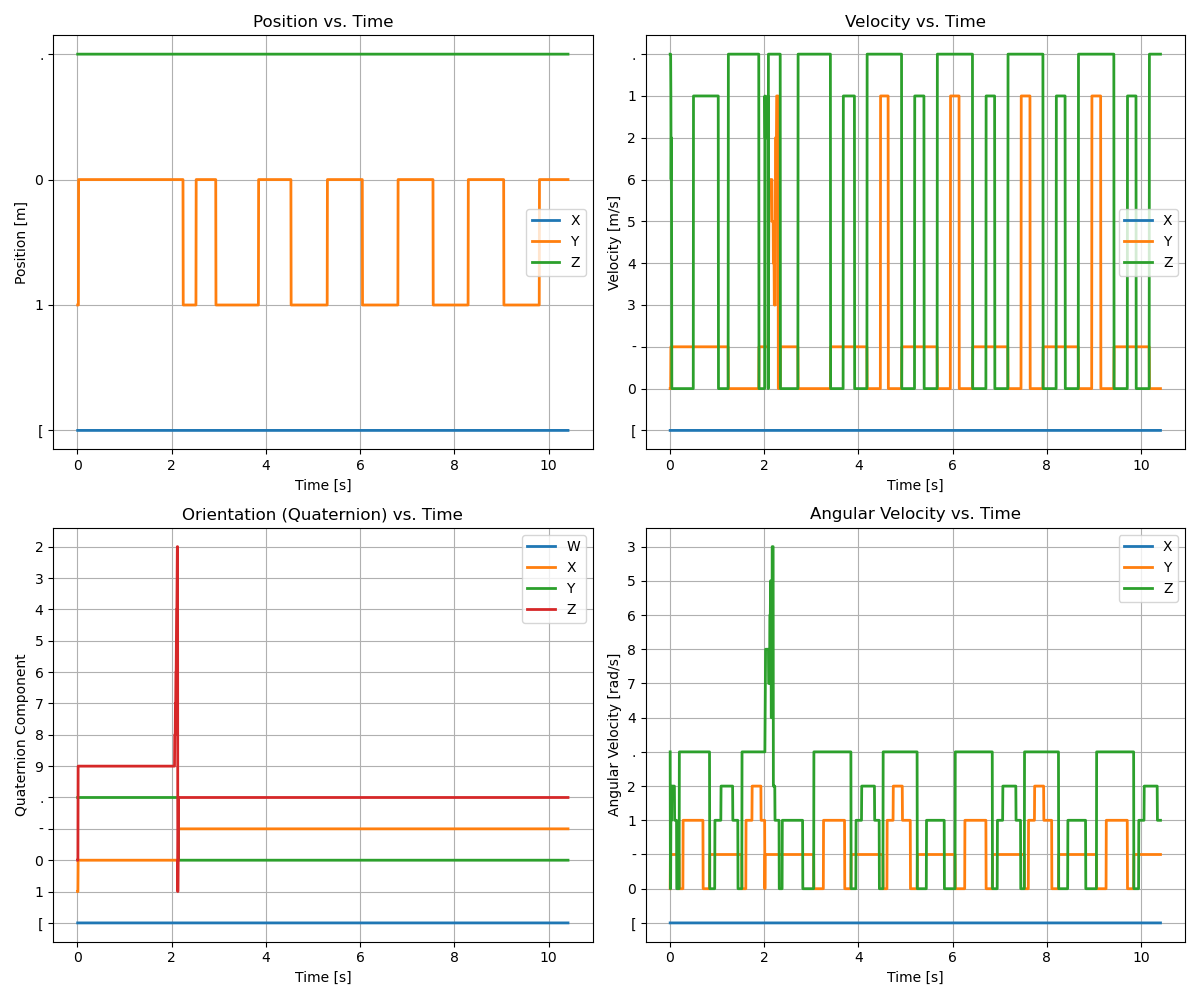 Position vs. Time
.
0
1
[
Position [m]
X
Y
Z
0
2
4
6
8
10
Time [s]
Velocity vs. Time
.
1
2
6
5
4
3
-
0
[
Velocity [m/s]
X
Y
Z
0
2
4
6
8
10
Time [s]
Orientation (Quaternion) vs. Time
2
3
4
5
6
7
8
9
.
-
0
1
[
Quaternion Component
W
X
Y
Z
0
2
4
6
8
10
Time [s]
Angular Velocity vs. Time
3
5
6
8
7
4
.
2
1
-
0
[
Angular Velocity [rad/s]
X
Y
Z
0
2
4
6
8
10
Time [s]